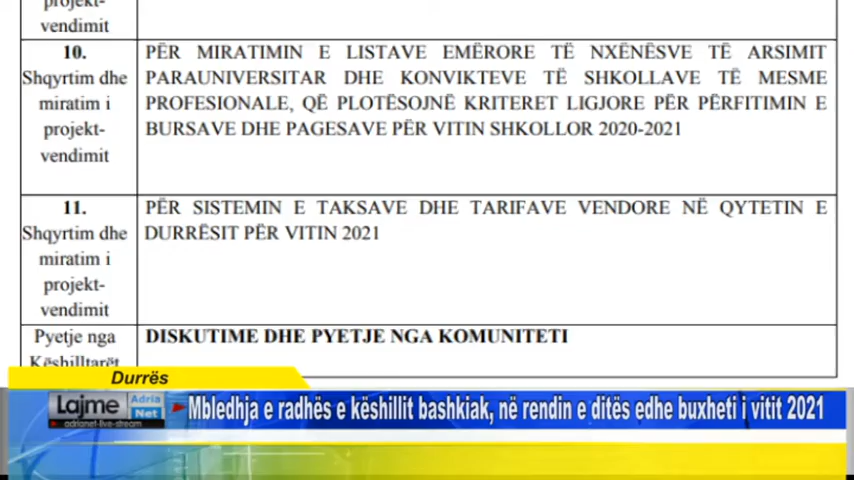 projekt-
vendimit
10.
Shqyrtim dhe
miratim i
projekt-
vendimit
PËR MIRATIMIN E LISTAVE EMËRORE TË NXËNËSVE TË ARSIMIT
PARAUNIVERSITAR DHE KONVIKTEVE TË SHKOLLAVE TË MESME
PROFESIONALE, QË PLOTËSOJNË KRITERET LIGJORE PËR PËRFITIMIN E
BURSAVE DHE PAGESAVE PËR VITIN SHKOLLOR 2020-2021
11.
Shqyrtim dhe
miratim i
projekt-
vendimit
PËR SISTEMIN E TAKSAVE DHE TARIFAVE VENDORE NË QYTETIN E
DURRËSIT PËR VITIN 2021
Pyetje nga
Këshilltarët
DISKUTIME DHE PYETJE NGA KOMUNITETI
Durrës
Lajme Adria Net
adrianet-live-stream
Mbledhja e radhës e këshillit bashkiak, në rendin e ditës edhe buxheti i vitit 2021